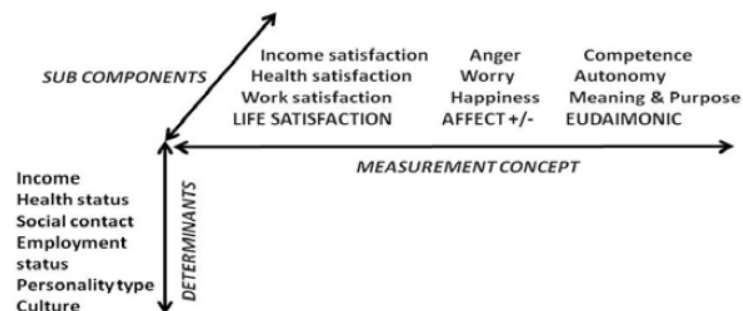 Income satisfaction Anger Competence
SUB COMPONENTS Health satisfaction Worry Autonomy
Work satisfaction Happiness Meaning & Purpose
LIFE SATISFACTION AFFECT +/- EUDAIMONIC
MEASUREMENT CONCEPT
Income
Health status
Social contact
Employment
status
Personality type
Culture
DETERMINANTS